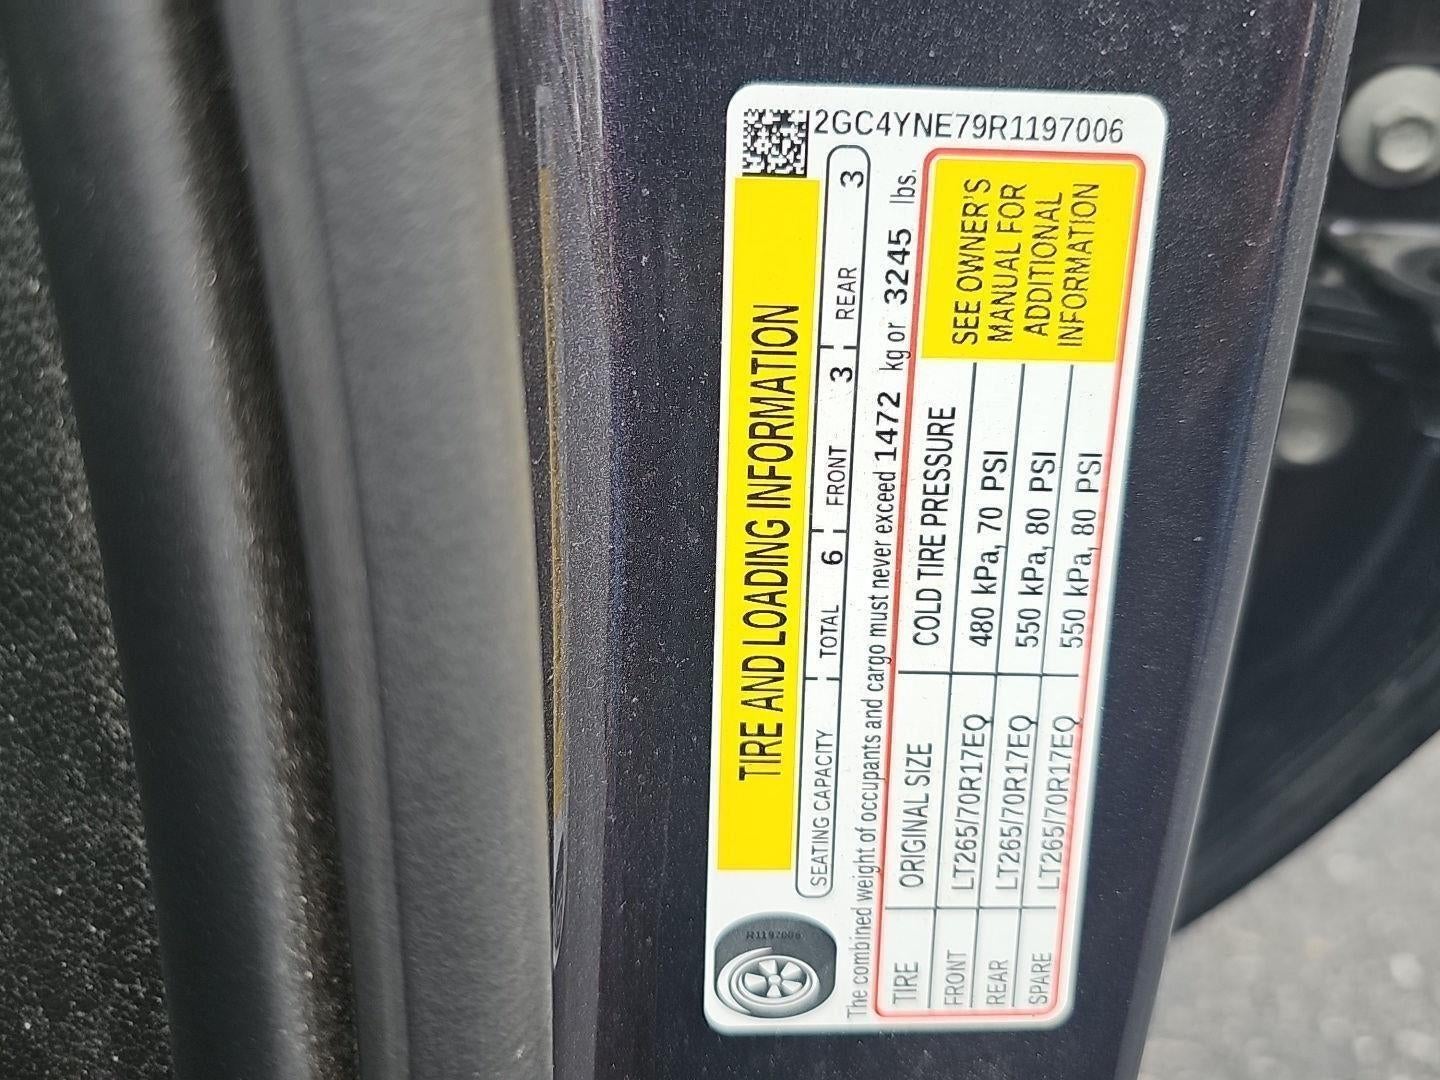 2GC4YNE79R1197006
TIRE AND LOADING INFORMATION
SEATING CAPACITY TOTAL 6 FRONT 3 REAR 3
The combined weight of occupants and cargo must never exceed 1472 kg or 3245 lbs.
TIRE ORIGINAL SIZE COLD TIRE PRESSURE
FRONT LT265/70R17EQ 480 kPa, 70 PSI
REAR LT265/70R17EQ 550 kPa, 80 PSI
SPARE LT265/70R17EQ 550 kPa, 80 PSI
SEE OWNER'S
MANUAL FOR
ADDITIONAL
INFORMATION
R1197006